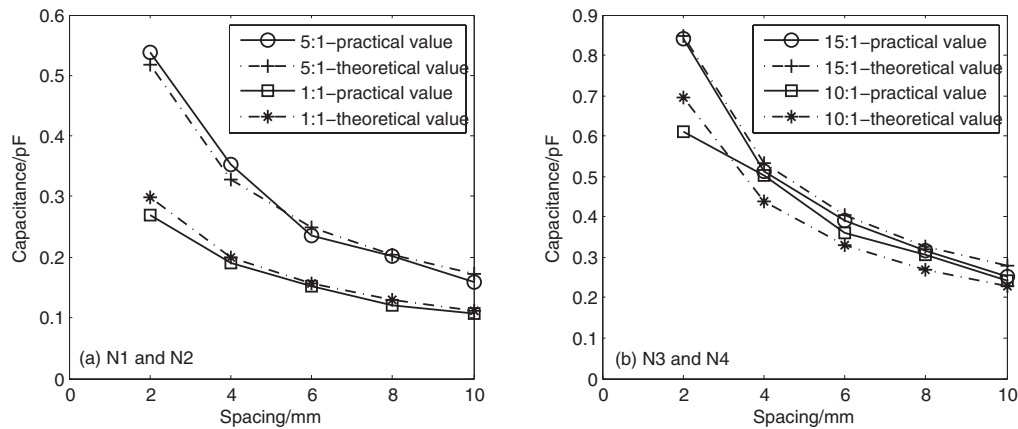 0.6
0.5
0.4
0.3
0.2
0.1
0
0
2
4
6
8
10
Capacitance/pF
Spacing/mm
5:1–practical value
5:1–theoretical value
1:1–practical value
1:1–theoretical value
(a) N1 and N2
0.9
0.8
0.7
0.6
0.5
0.4
0.3
0.2
0.1
0
0
2
4
6
8
10
Capacitance/pF
Spacing/mm
15:1–practical value
15:1–theoretical value
10:1–practical value
10:1–theoretical value
(b) N3 and N4